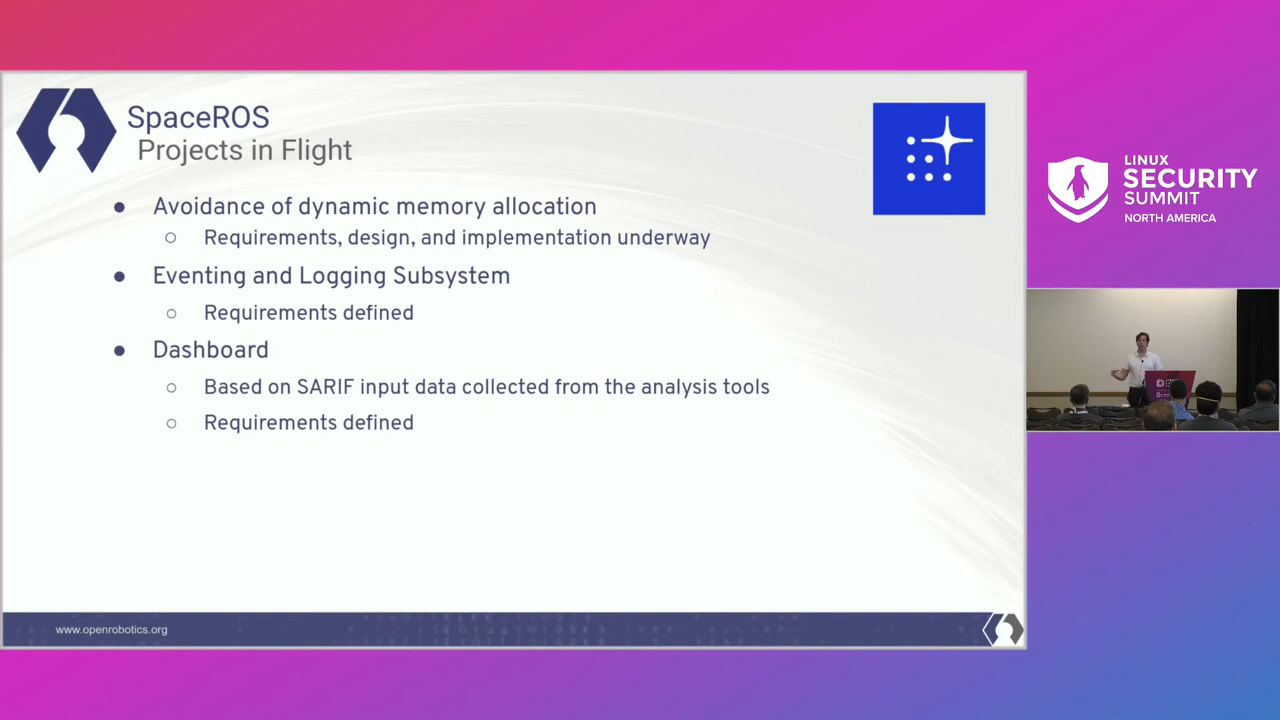 SpaceROS
Projects in Flight
● Avoidance of dynamic memory allocation
○ Requirements, design, and implementation underway
● Eventing and Logging Subsystem
○ Requirements defined
● Dashboard
○ Based on SARIF input data collected from the analysis tools
○ Requirements defined
www.openrobotics.org
LINUX
SECURITY
SUMMIT
NORTH AMERICA